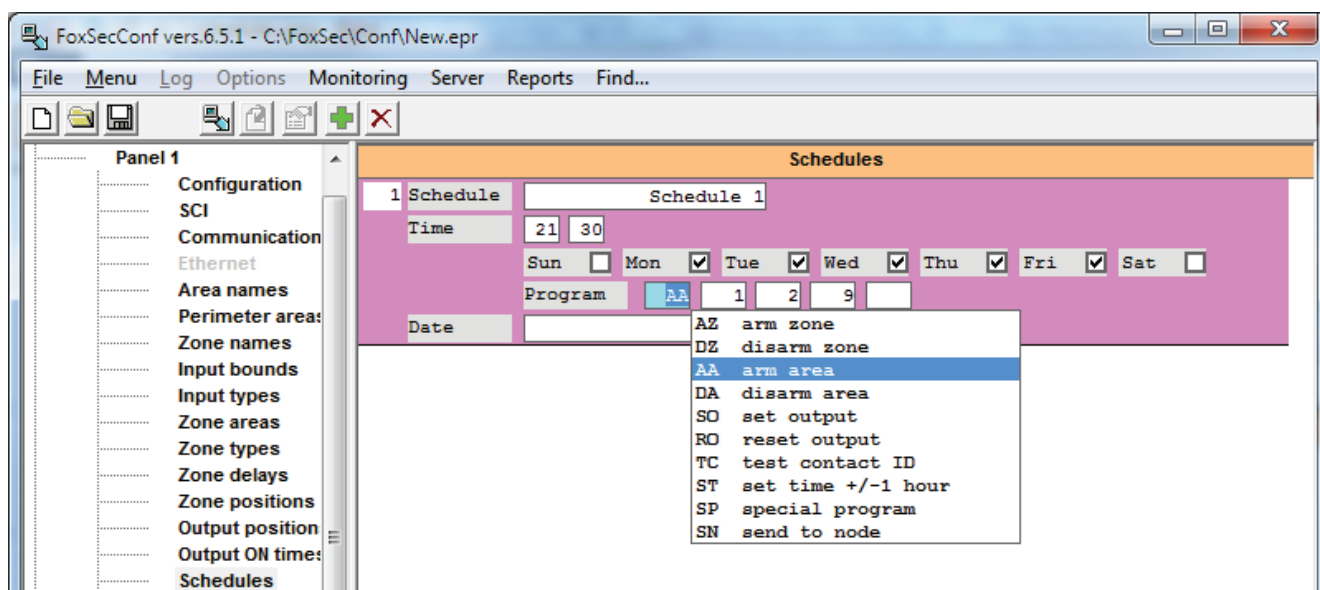 FoxSecConf vers.6.5.1 - C:\FoxSec\Conf\New.epr
File Menu Log Options Monitoring Server Reports Find...
Panel 1
Configuration
SCI
Communication
Ethernet
Area names
Perimeter areas
Zone names
Input bounds
Input types
Zone areas
Zone types
Zone delays
Zone positions
Output position
Output ON times
Schedules
Schedules
1 Schedule Schedule 1
Time 21 30
Sun Mon Tue Wed Thu Fri Sat
Program AA 1 2 9
Date
AZ arm zone
DZ disarm zone
AA arm area
DA disarm area
SO set output
RO reset output
TC test contact ID
ST set time +/-1 hour
SP special program
SN send to node